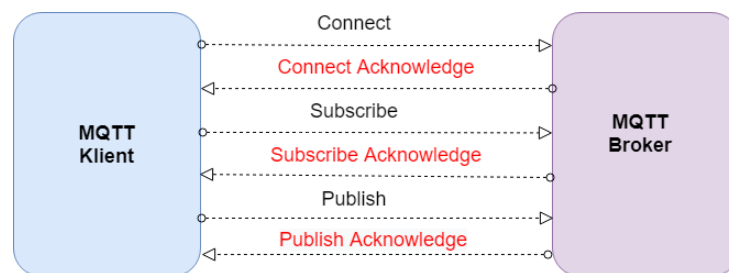 Connect
Connect Acknowledge
Subscribe
MQTT
Klient
MQTT
Broker
Subscribe Acknowledge
Publish
Publish Acknowledge